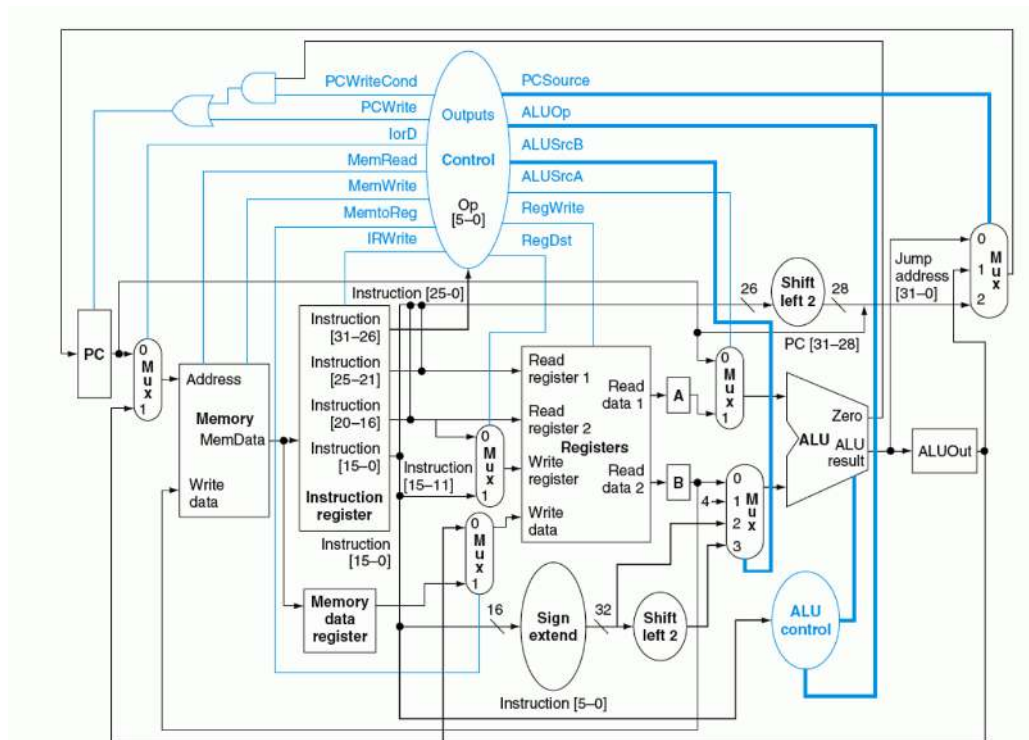 PCWriteCond
PCWrite
IorD
MemRead
MemWrite
MemtoReg
IRWrite
Outputs
Control
Op
[5–0]
PCSource
ALUOp
ALUSrcB
ALUSrcA
RegWrite
RegDst
PC
0
M
u
x
1
Address
Memory
MemData
Write
data
Instruction [25-0]
Instruction
[31–26]
Instruction
[25–21]
Instruction
[20–16]
Instruction
[15–0]
Instruction
register
Instruction
[15–0]
Memory
data
register
0
M
u
x
1
Instruction
[15–11]
0
M
u
x
1
Read
register 1
Read
register 2
Write
register
Write
data
Registers
Read
data 1
Read
data 2
16
Sign
extend
32
Shift
left 2
Instruction [5–0]
A
B
4
0
M
u
x
1
0
1
2
3
M
u
x
26
Shift
left 2
28
PC [31–28]
Jump
address
[31–0]
Zero
ALU
ALU
result
ALUOut
ALU
control
0
1
2
M
u
x